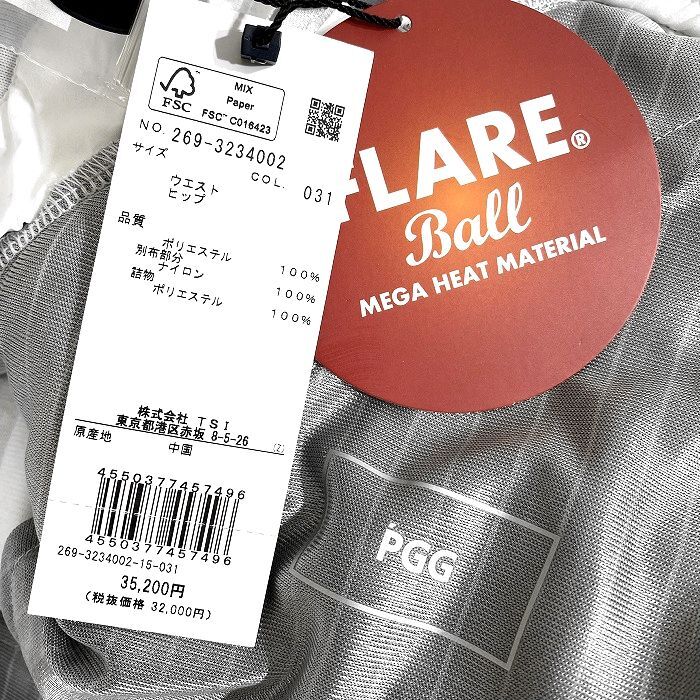 FSC
MIX
Paper
FSC™ C016423
NO. 269-3234002
サイズ
COL. 031
ウエスト
ヒップ
品質
ポリエステル 100%
別布部分
ナイロン 100%
詰物
ポリエステル 100%
株式会社 TSI
東京都港区赤坂 8-5-26
(Z)
原産地 中国
4550377457496
4550377457496
269-3234002-15-031
35,200円
(税抜価格 32,000円)
FLARE®
Ball
MEGA HEAT MATERIAL
PGG